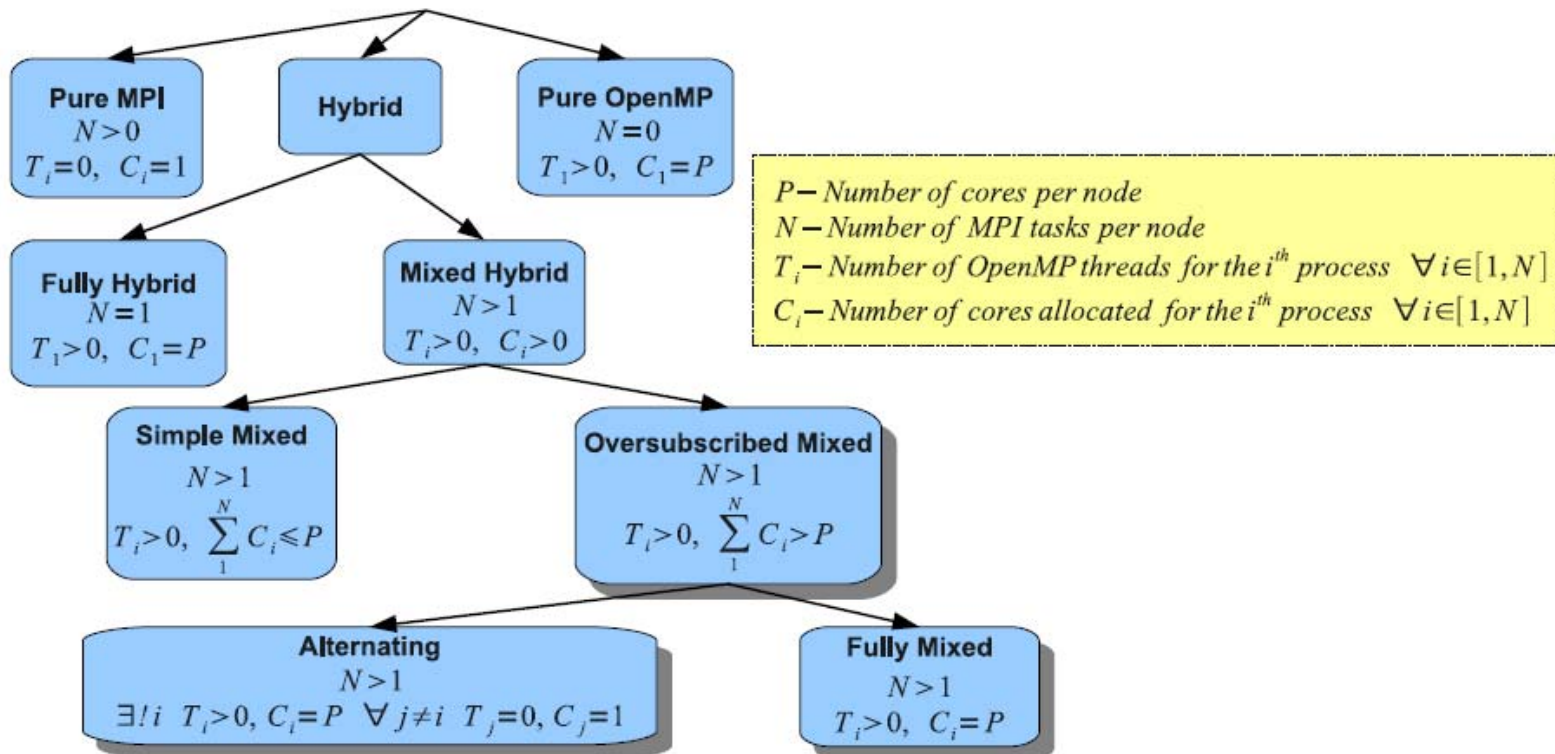 Pure MPI
N>0
T_i=0, C_i=1
Hybrid
Pure OpenMP
N=0
T_1>0, C_1=P
P−Number of cores per node
N−Number of MPI tasks per node
T_i−Number of OpenMP threads for the i^th process ∀ i∈[1,N]
C_i−Number of cores allocated for the i^th process ∀ i∈[1,N]
Fully Hybrid
N=1
T_1>0, C_1=P
Mixed Hybrid
N>1
T_i>0, C_i>0
Simple Mixed
N>1
T_i>0, ∑_1^N C_i⩽P
Oversubscribed Mixed
N>1
T_i>0, ∑_1^N C_i>P
Alternating
N>1
∃! i T_i>0, C_i=P ∀ j≠i T_j=0, C_j=1
Fully Mixed
N>1
T_i>0, C_i=P